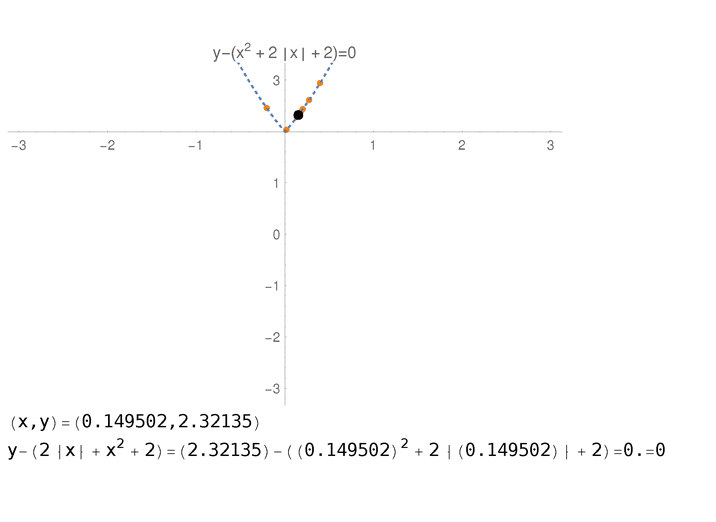 y−(x² + 2 |x| + 2)=0
3
−3 −2 −1 1 2 3
1
0
−1
−2
−3
(x,y)=(0.149502,2.32135)
y−(2 |x| + x² + 2)=(2.32135)−((0.149502)² + 2 |(0.149502)| + 2)=0.=0